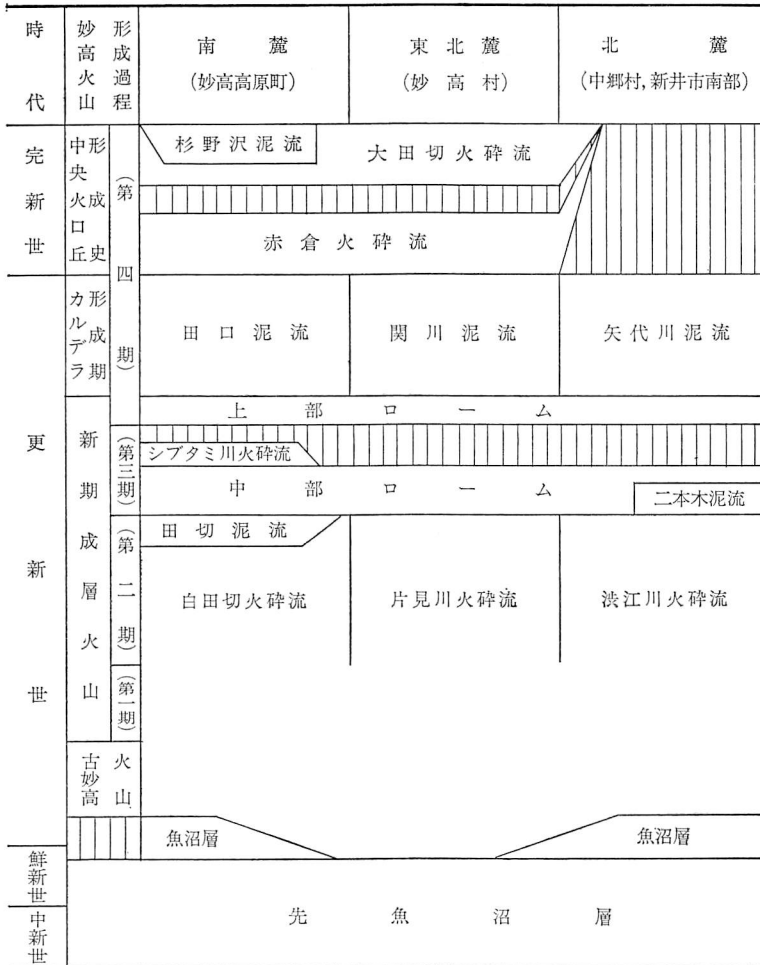 時代
妙高火山形成過程
南麓
(妙高高原町)
東北麓
(妙高村)
北麓
(中郷村,新井市南部)
完新世
中央火口丘形成史
(第四期)
杉野沢泥流
大田切火砕流
赤倉火砕流
更新世
カルデラ形成期
田口泥流
関川泥流
矢代川泥流
新期成層火山
上部ローム
(第三期)
シブタミ川火砕流
中部ローム
二本木泥流
(第二期)
田切泥流
白田切火砕流
片見川火砕流
渋江川火砕流
(第一期)
古妙高火山
魚沼層
魚沼層
鮮新世
中新世
先魚沼層